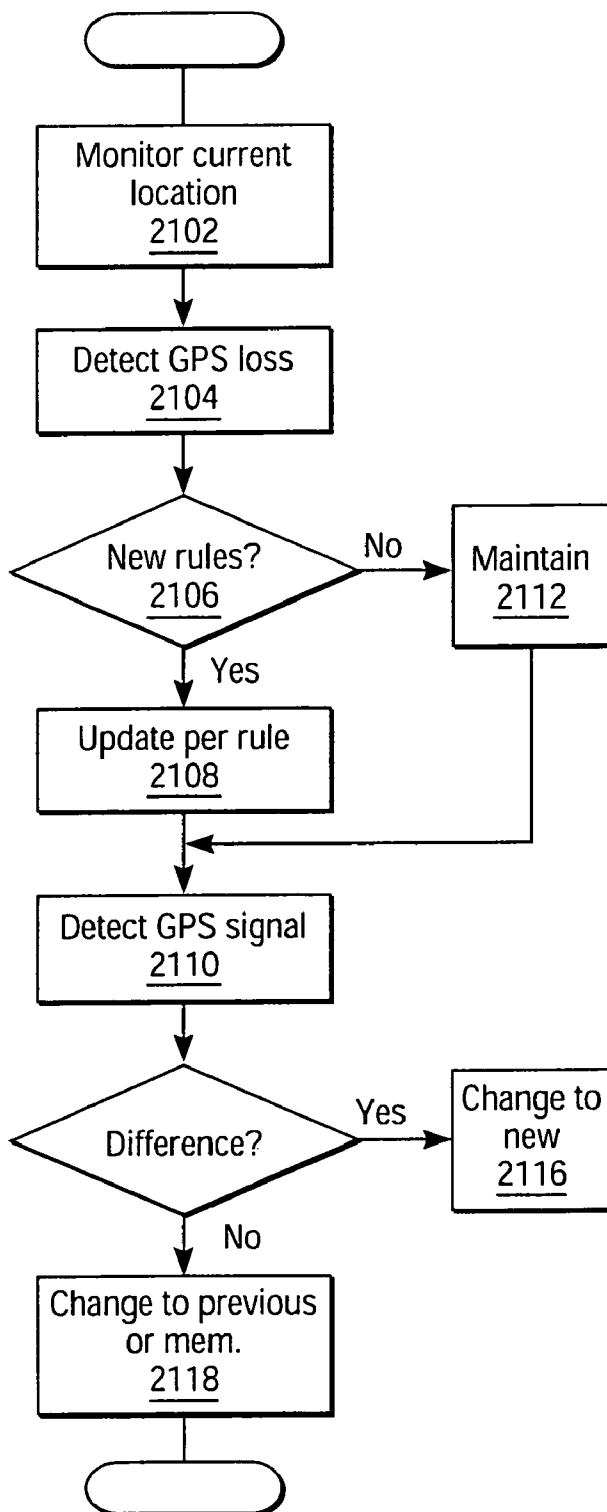 Monitor current
location
2102
Detect GPS loss
2104
New rules?
2106
No
Maintain
2112
Yes
Update per rule
2108
Detect GPS signal
2110
Difference?
Yes
Change to
new
2116
No
Change to previous
or mem.
2118